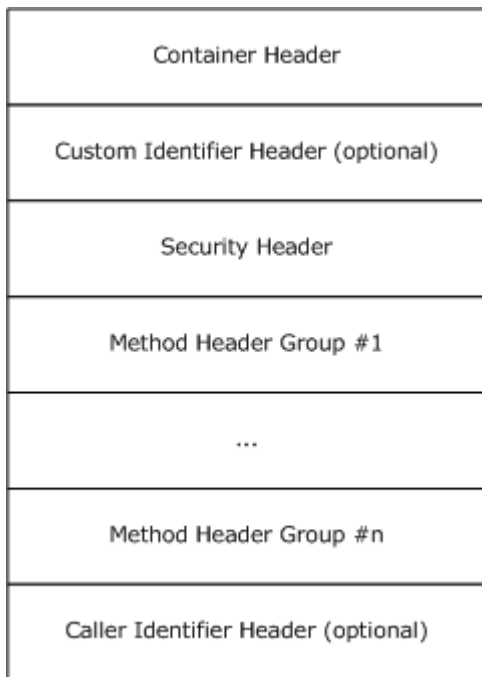 Container Header
Custom Identifier Header (optional)
Security Header
Method Header Group #1
...
Method Header Group #n
Caller Identifier Header (optional)